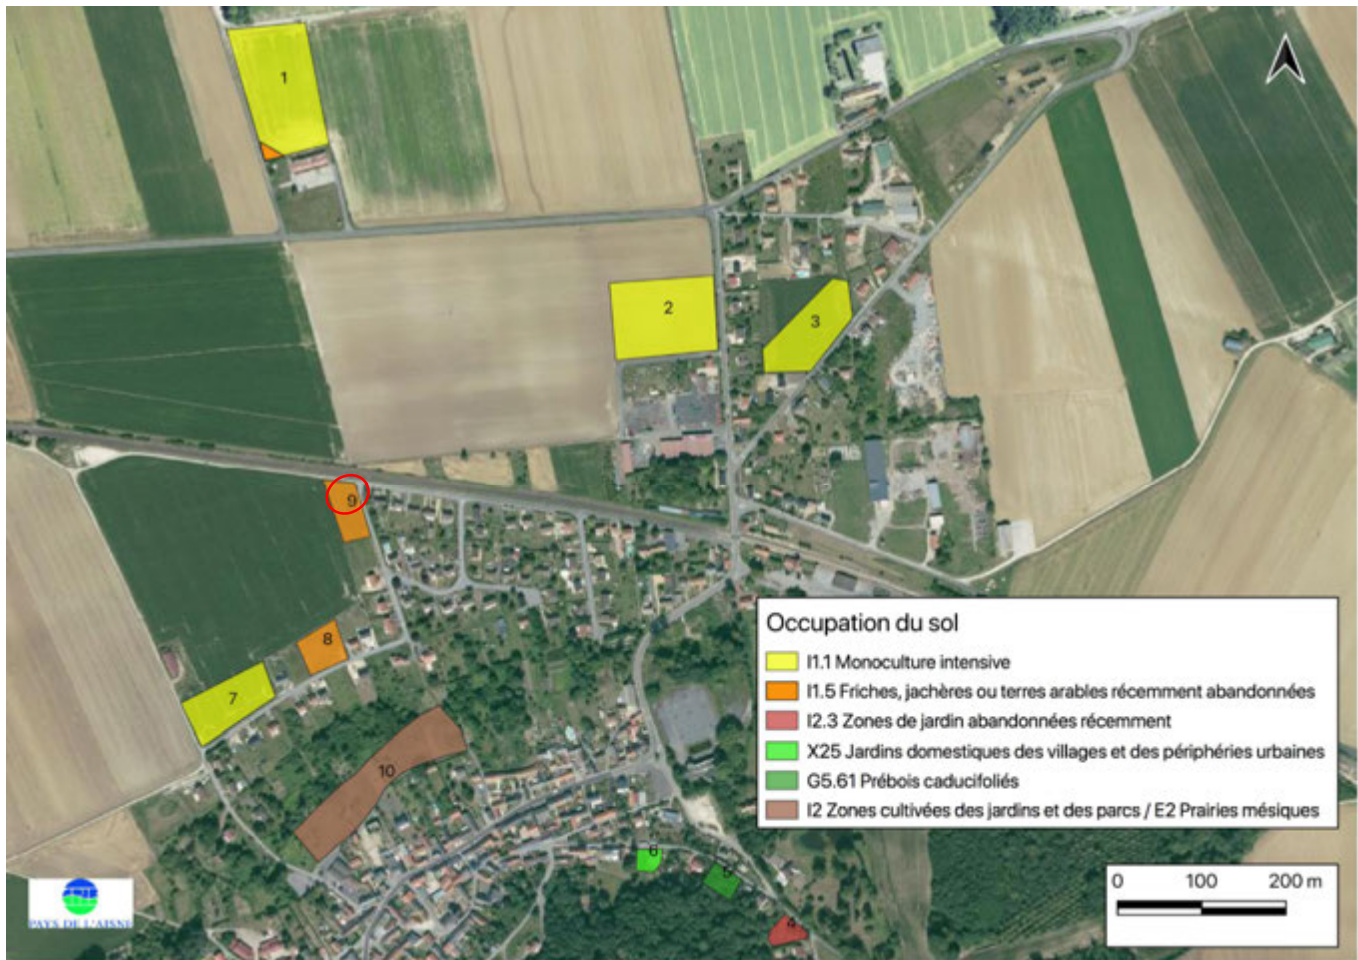 1
2
3
9
8
7
10
6
4
Occupation du sol
I1.1 Monoculture intensive
I1.5 Friches, jachères ou terres arables récemment abandonnées
I2.3 Zones de jardin abandonnées récemment
X25 Jardins domestiques des villages et des périphéries urbaines
G5.61 Prébois caducifoliés
I2 Zones cultivées des jardins et des parcs / E2 Prairies mésiques
0 100 200 m
PAYS DE L'AISNE